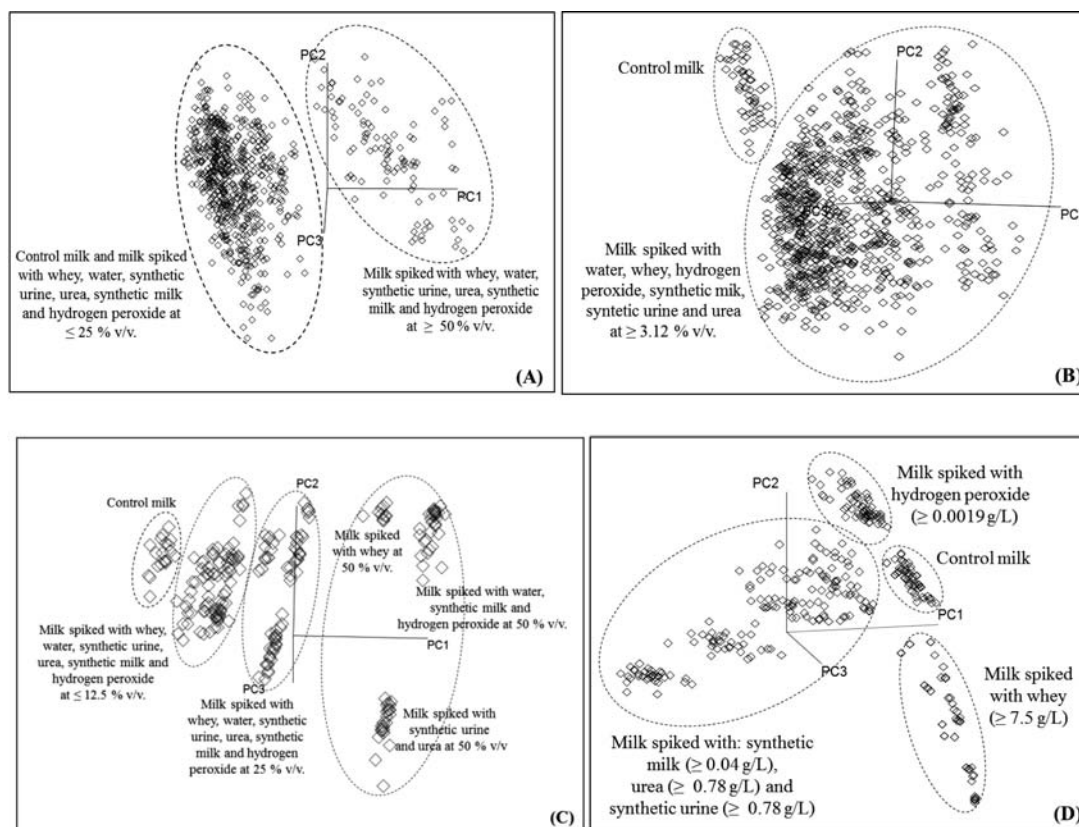 PC2
PC1
PC3
Control milk and milk spiked
with whey, water, synthetic
urine, urea, synthetic milk
and hydrogen peroxide at
≤ 25 % v/v.
Milk spiked with whey, water,
synthetic urine, urea, synthetic
milk and hydrogen peroxide
at ≥ 50 % v/v.
(A)
Control milk
PC2
PC
Milk spiked with
water, whey, hydrogen
peroxide, synthetic mik,
syntetic urine and urea
at ≥ 3.12 % v/v.
(B)
Control milk
PC2
Milk spiked
with whey at
50 % v/v.
Milk spiked with water,
synthetic milk and
hydrogen peroxide at 50 % v/v.
PC1
Milk spiked with whey,
water, synthetic urine,
urea, synthetic milk and
hydrogen peroxide
at ≤ 12.5 % v/v.
PC3
Milk spiked with
whey, water, synthetic
urine, urea, synthetic
milk and hydrogen
peroxide at 25 % v/v.
Milk spiked with
synthetic urine
and urea at 50 % v/v
(C)
PC2
Milk spiked with
hydrogen peroxide
(≥ 0.0019 g/L)
Control milk
PC1
PC3
Milk spiked
with whey
(≥ 7.5 g/L)
Milk spiked with: synthetic
milk (≥ 0.04 g/L),
urea (≥ 0.78 g/L) and
synthetic urine (≥ 0.78 g/L)
(D)